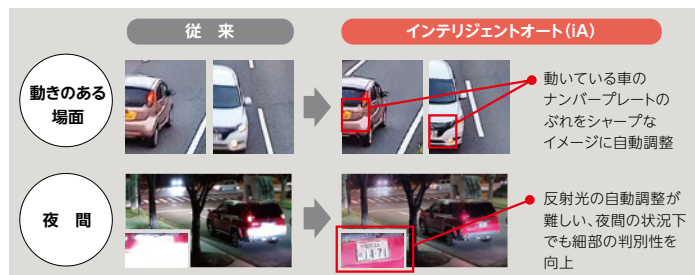 従来
インテリジェントオート(iA)
動きのある
場面
動いている車の
ナンバープレートの
ぶれをシャープな
イメージに自動調整
夜間
反射光の自動調整が
難しい、夜間の状況下
でも細部の判別性を
向上